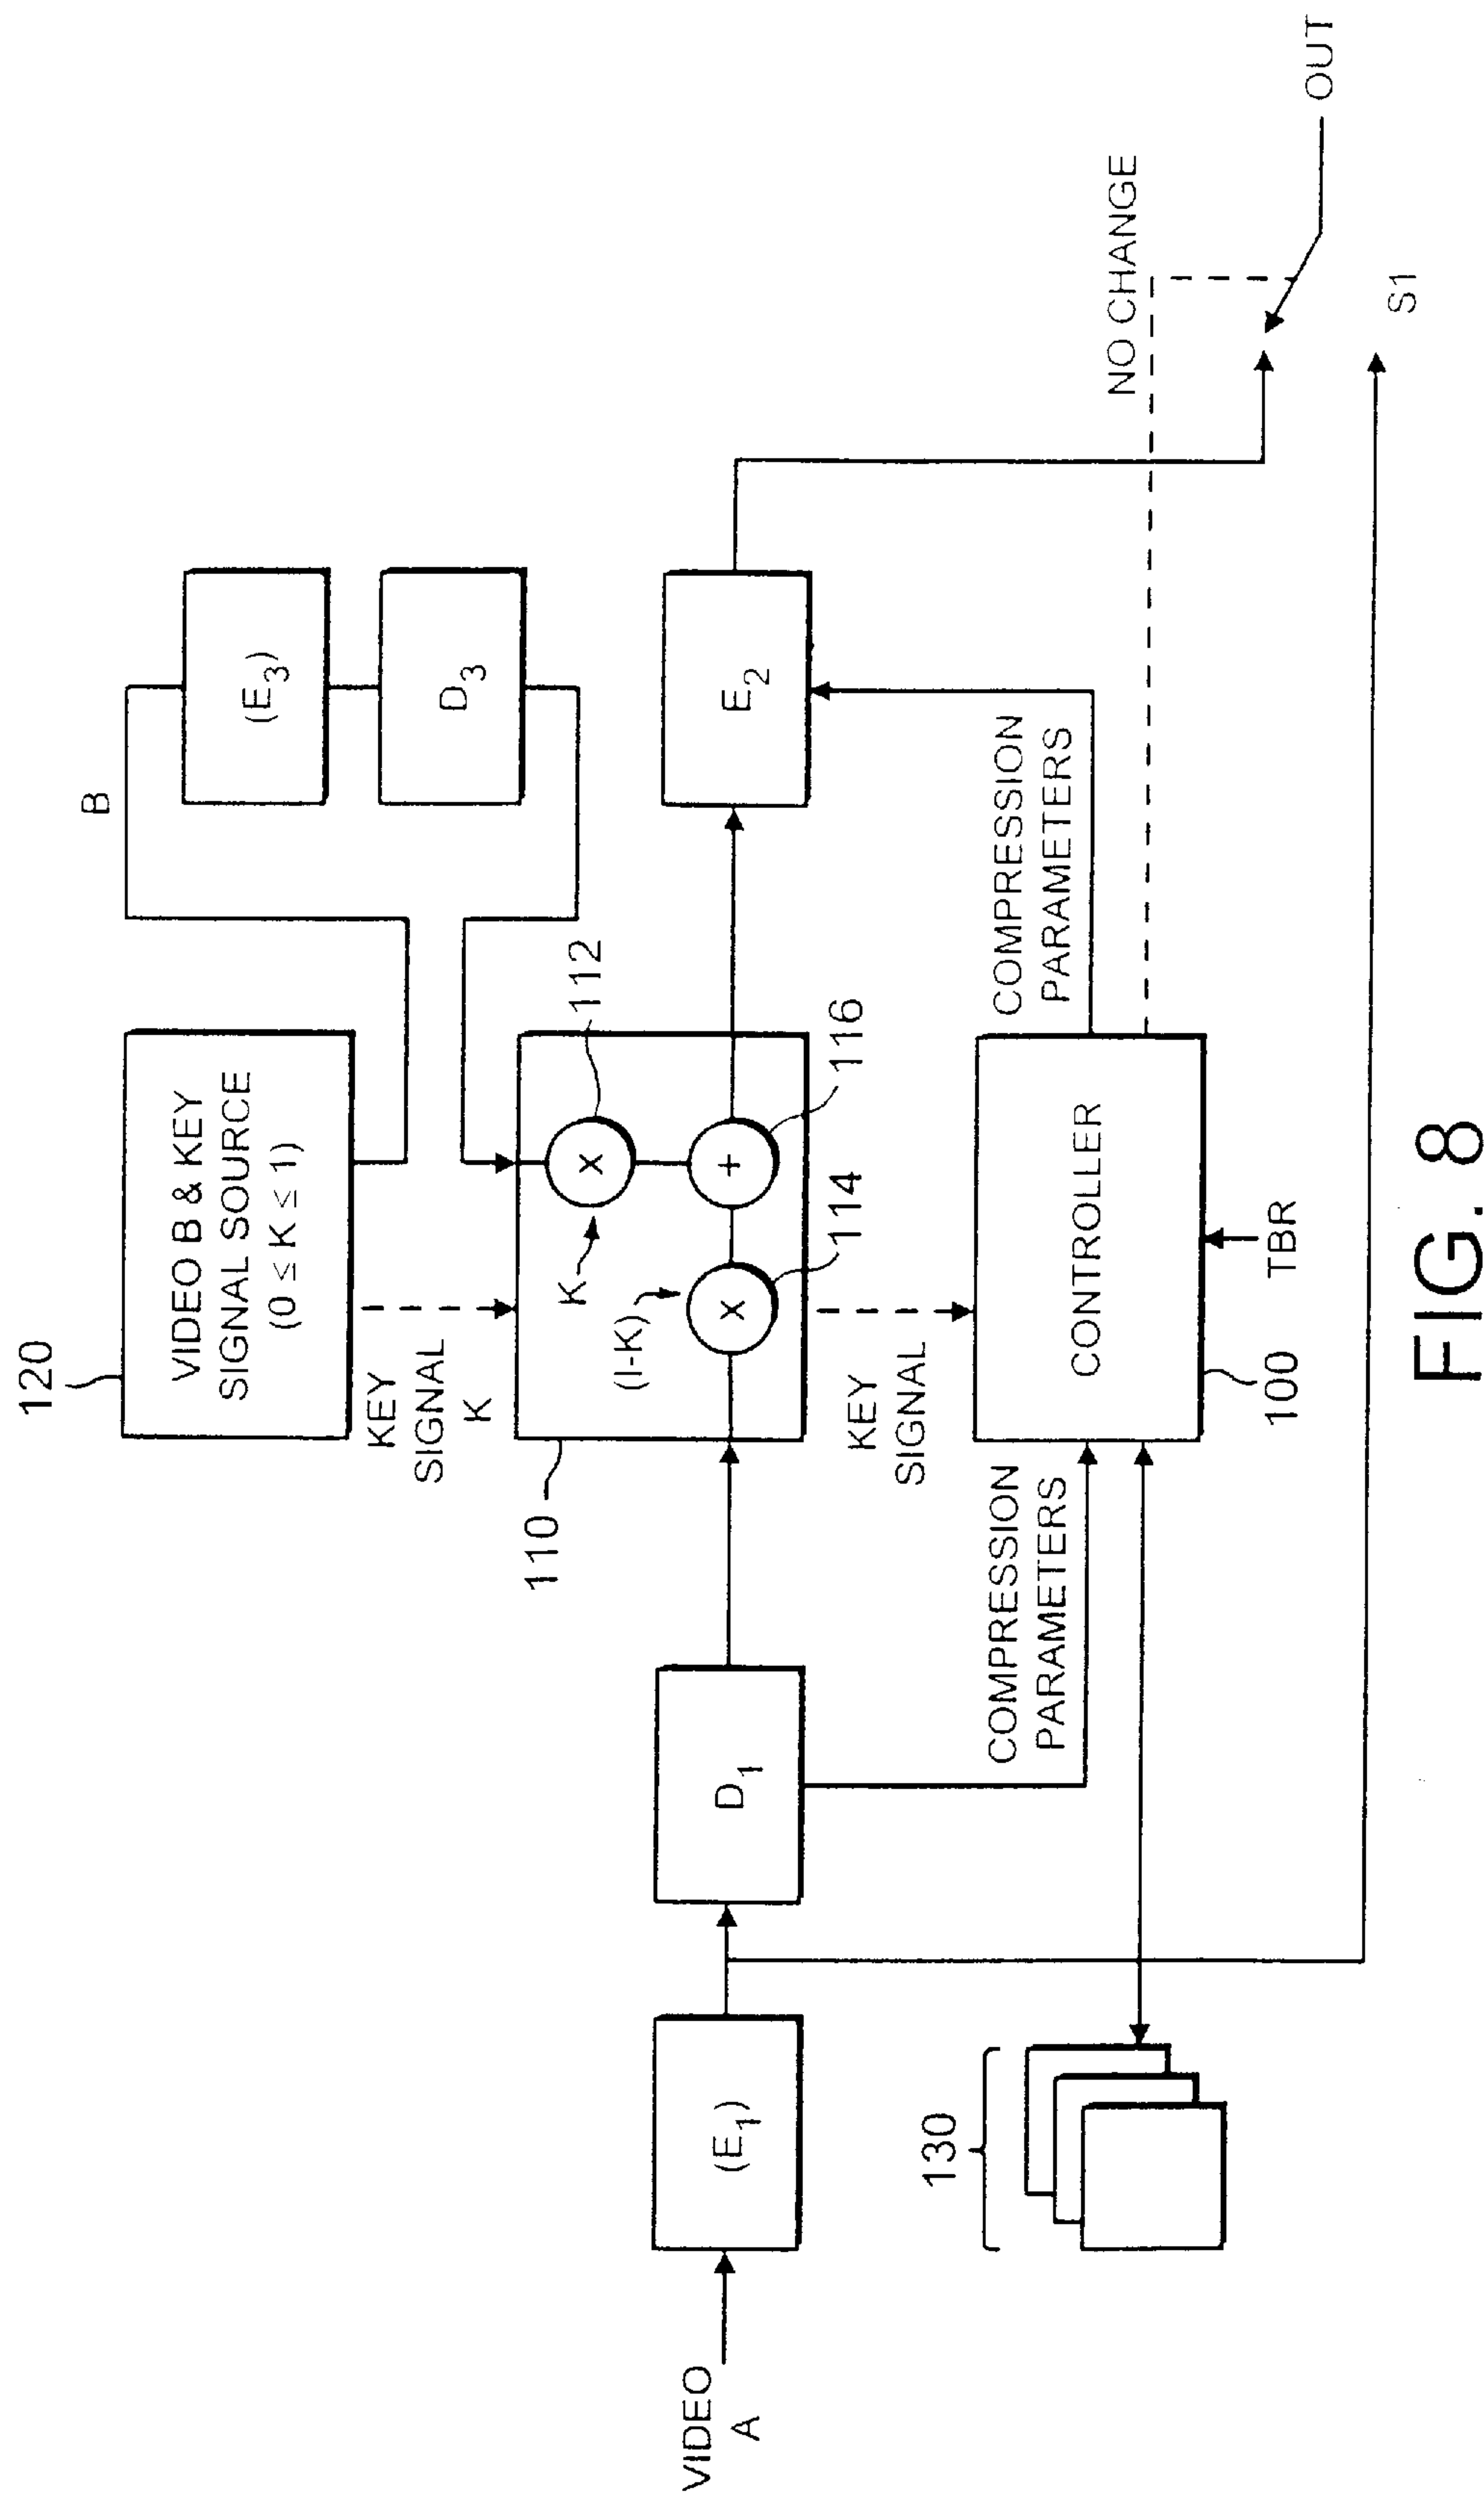 120
VIDEO B & KEY
SIGNAL SOURCE
(0 ≤ K ≤ 1)
B
(E3)
D3
KEY
SIGNAL
K
110
K
112
(I-K)
x
x
+
114
116
VIDEO
A
(E1)
D1
E2
KEY
SIGNAL
COMPRESSION
PARAMETERS
COMPRESSION
PARAMETERS
NO CHANGE
130
CONTROLLER
100
TBR
OUT
S1
FIG. 8